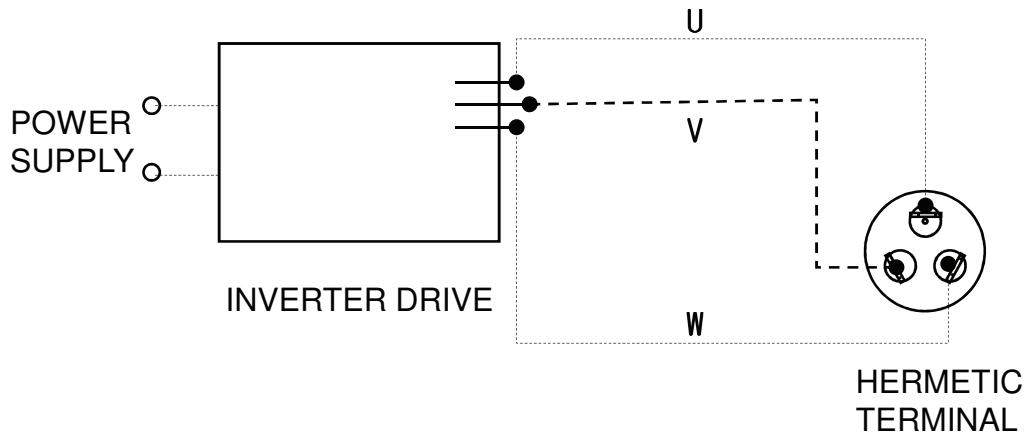 U
POWER
SUPPLY
V
INVERTER DRIVE
W
HERMETIC
TERMINAL